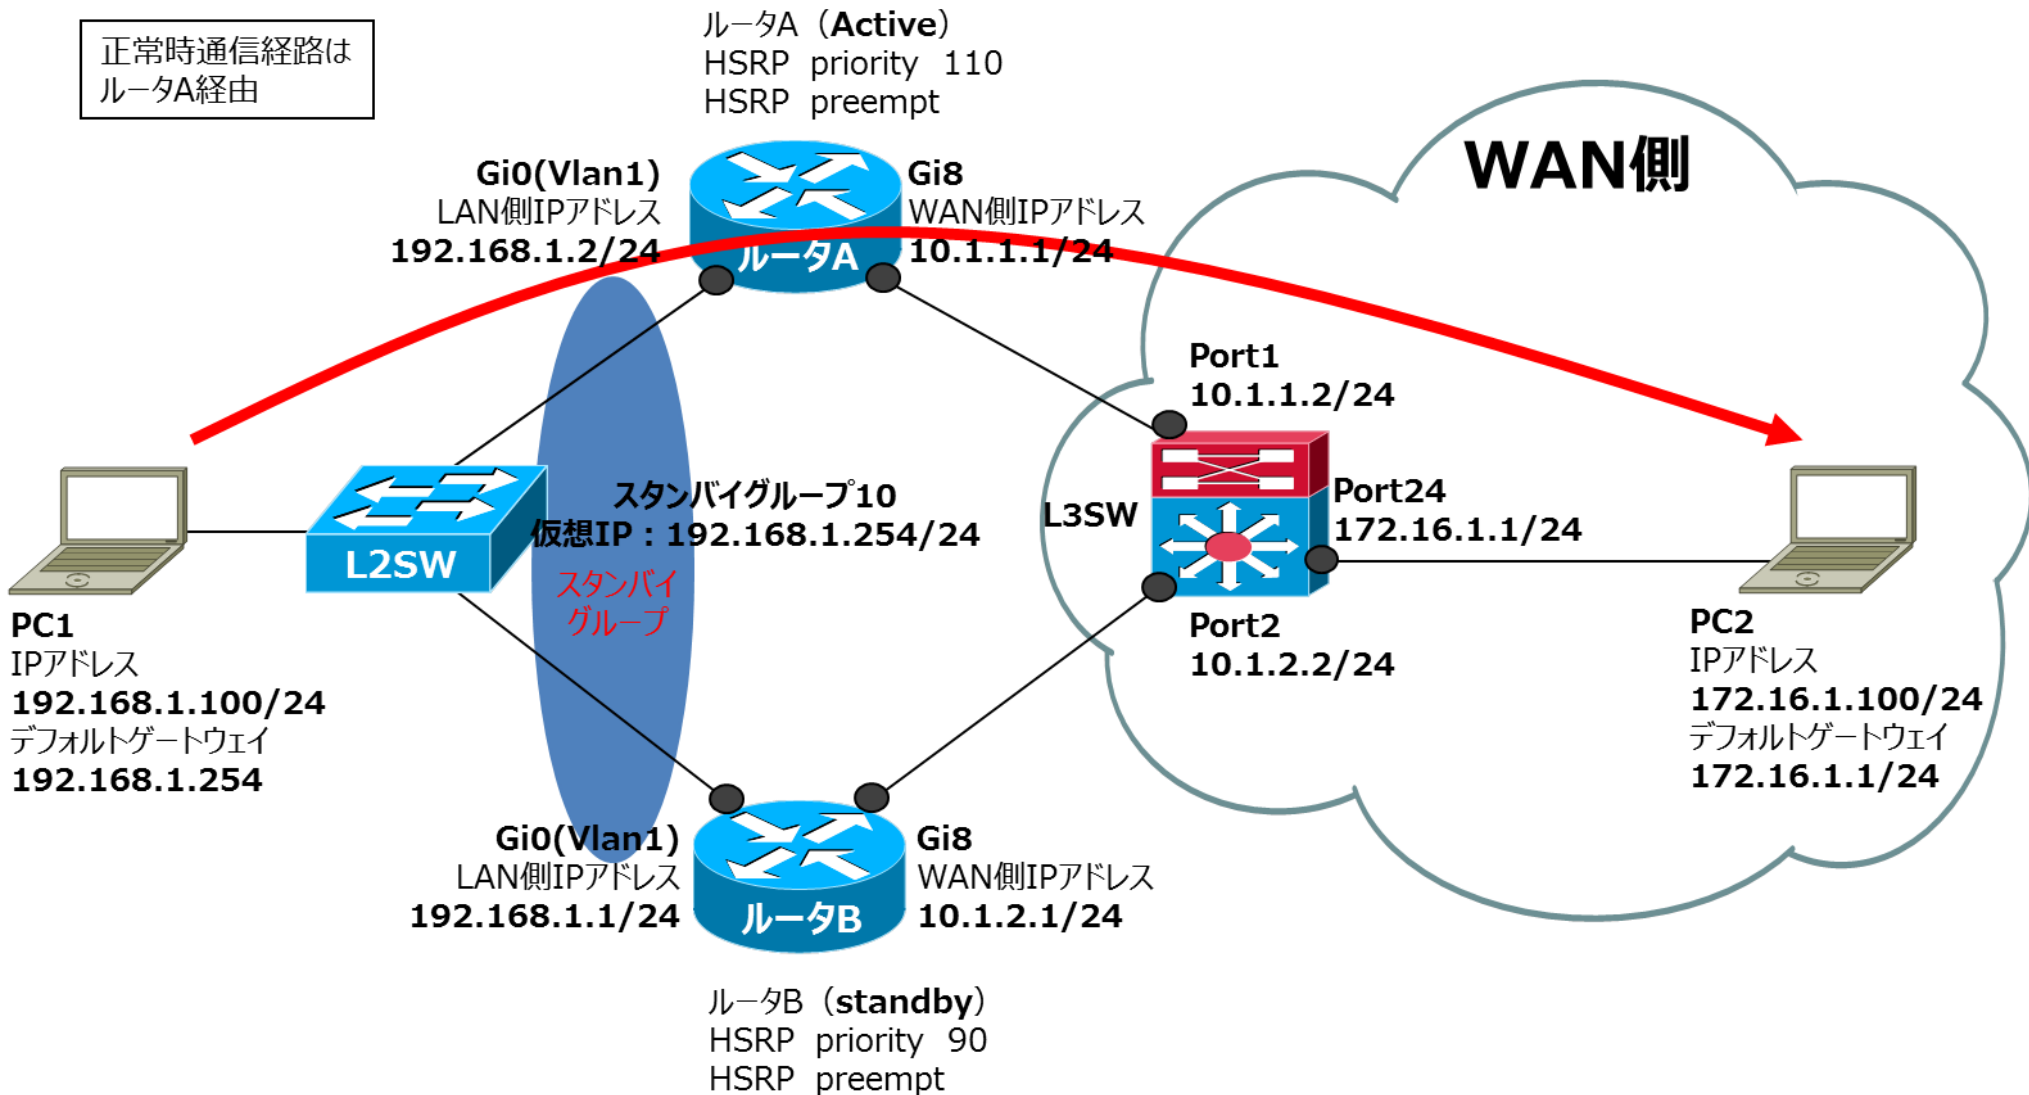 正常時通信経路は
ルータA経由
ルータA（Active）
HSRP priority 110
HSRP preempt
WAN側
Gi0(Vlan1)
LAN側IPアドレス
192.168.1.2/24
Gi8
WAN側IPアドレス
10.1.1.1/24
ルータA
Port1
10.1.1.2/24
スタンバイグループ10
仮想IP：192.168.1.254/24
スタンバイ
グループ
L2SW
L3SW
Port24
172.16.1.1/24
Port2
10.1.2.2/24
PC1
IPアドレス
192.168.1.100/24
デフォルトゲートウェイ
192.168.1.254
PC2
IPアドレス
172.16.1.100/24
デフォルトゲートウェイ
172.16.1.1/24
Gi0(Vlan1)
LAN側IPアドレス
192.168.1.1/24
Gi8
WAN側IPアドレス
10.1.2.1/24
ルータB
ルータB（standby）
HSRP priority 90
HSRP preempt